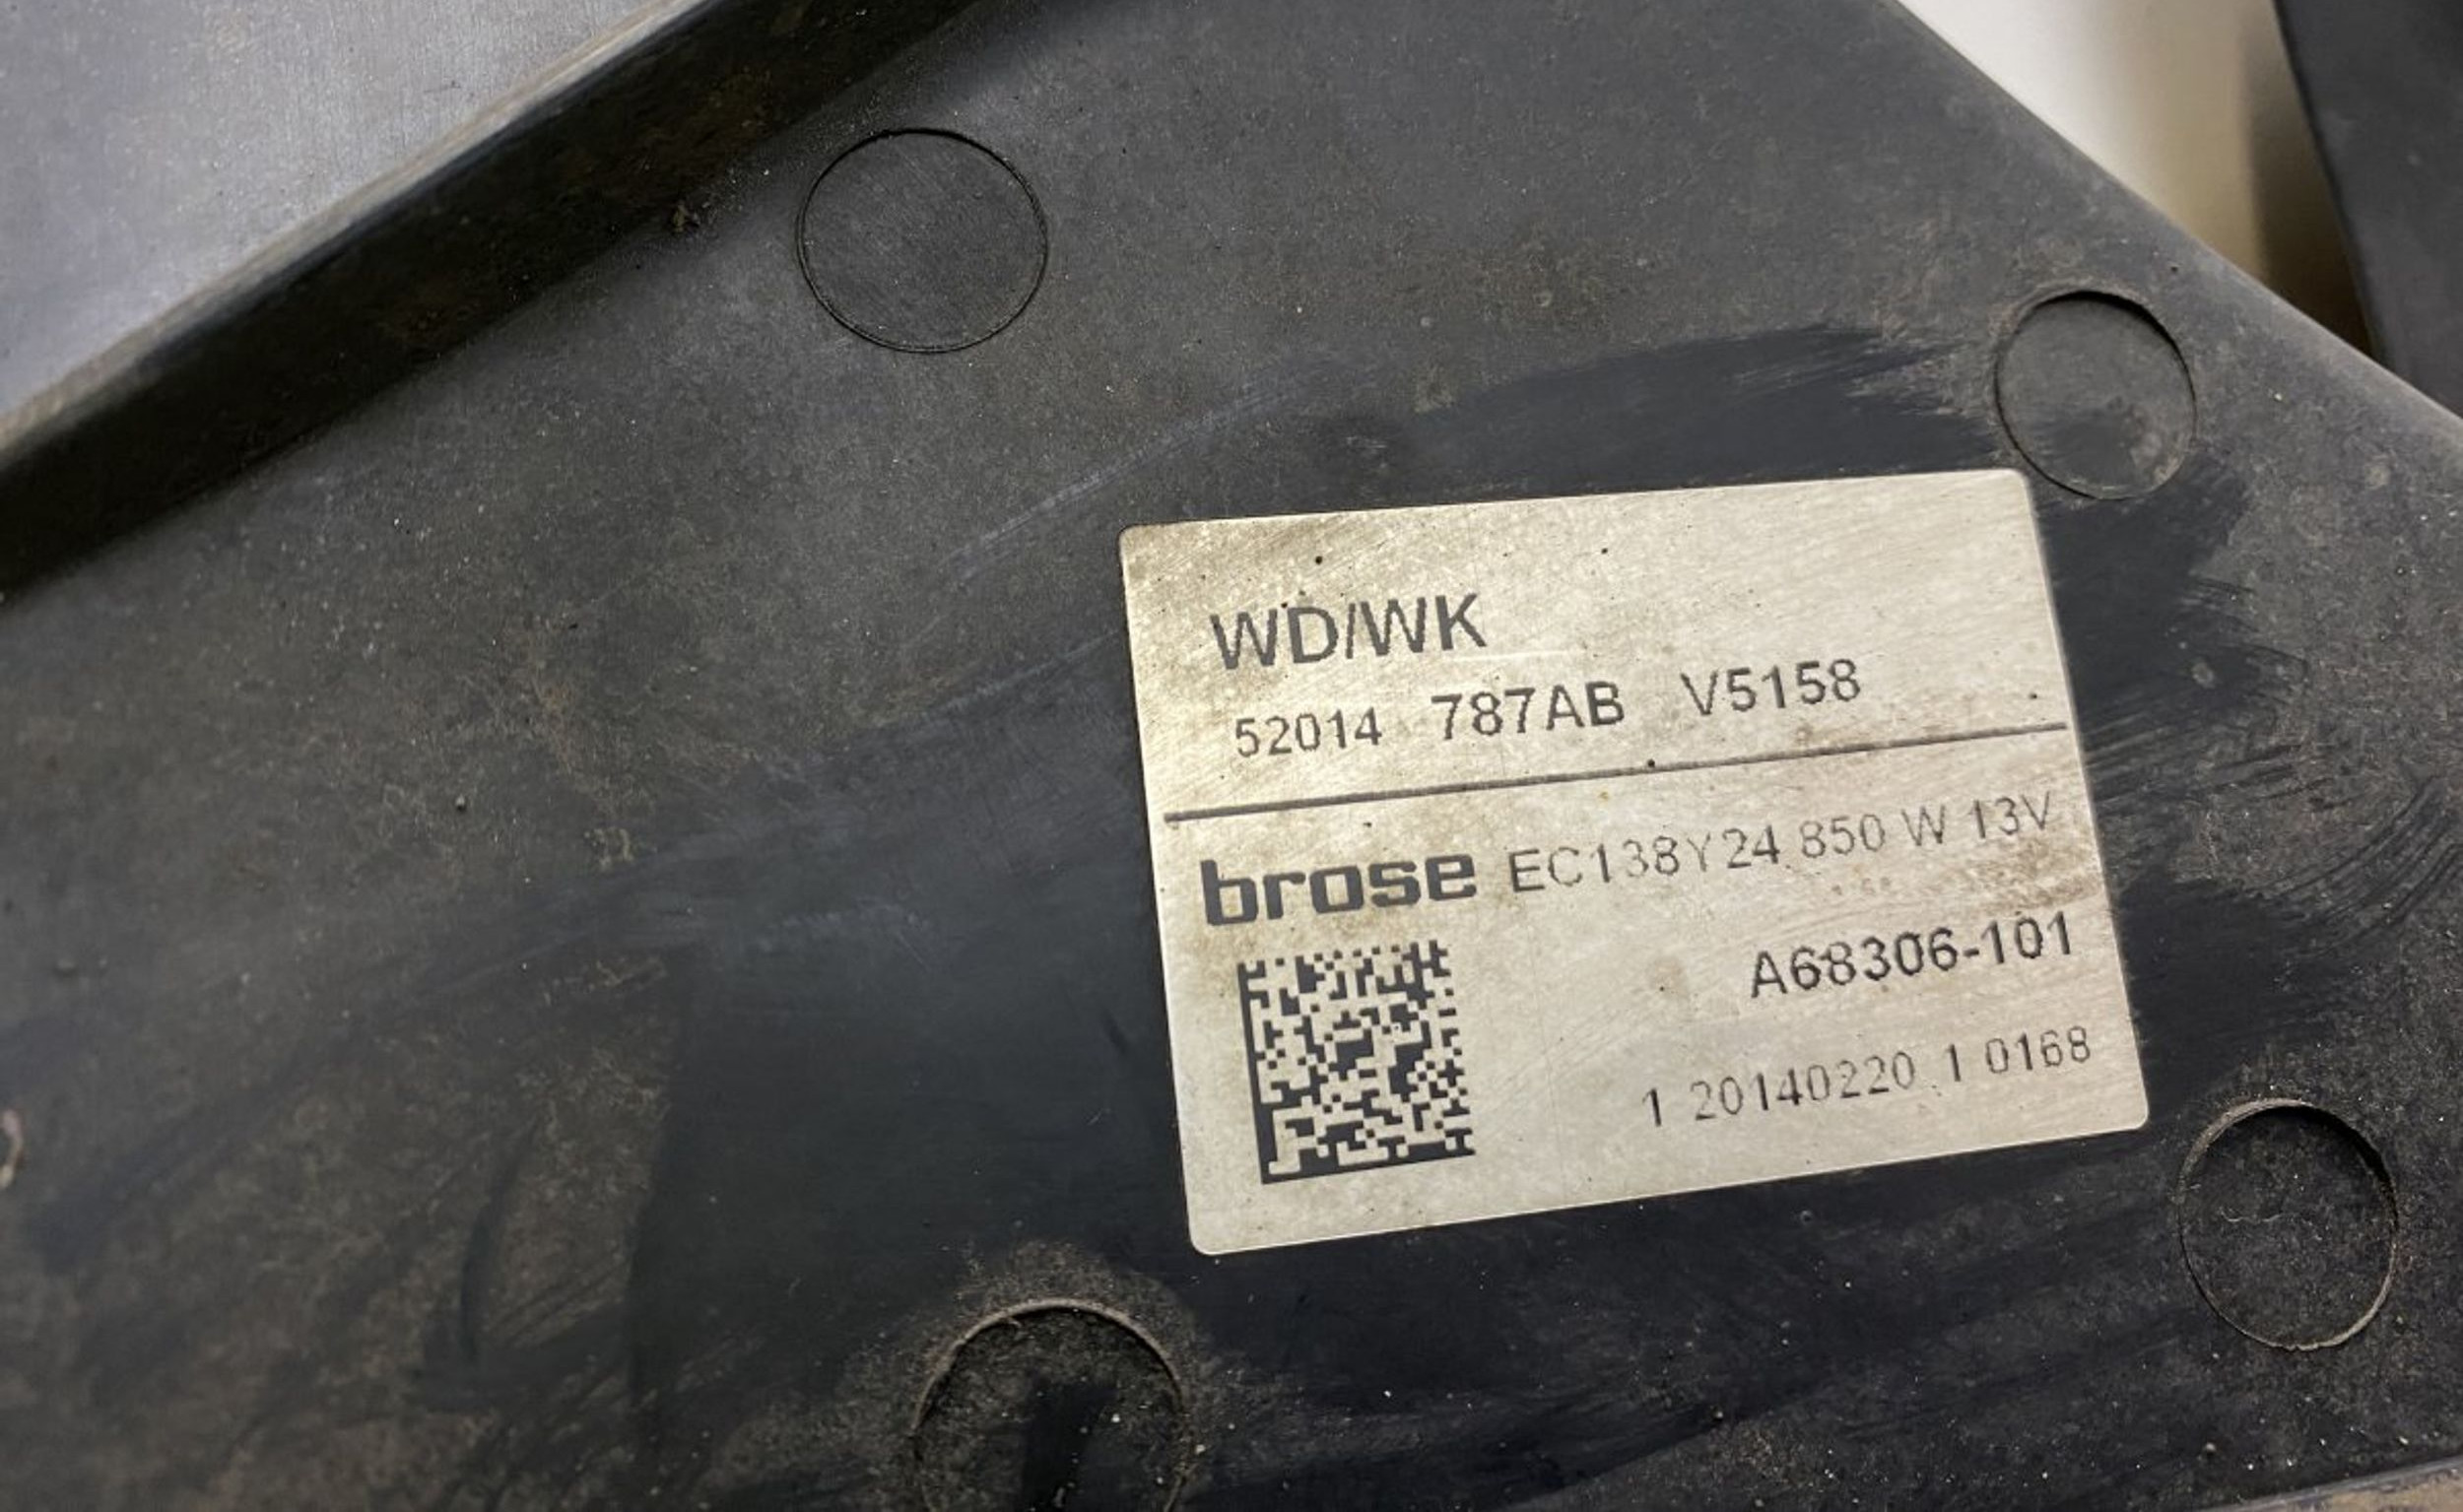 WD/WK
52014 787AB V5158
brose EC138Y24 850 W 13V
A68306-101
1 20140220 1 0168